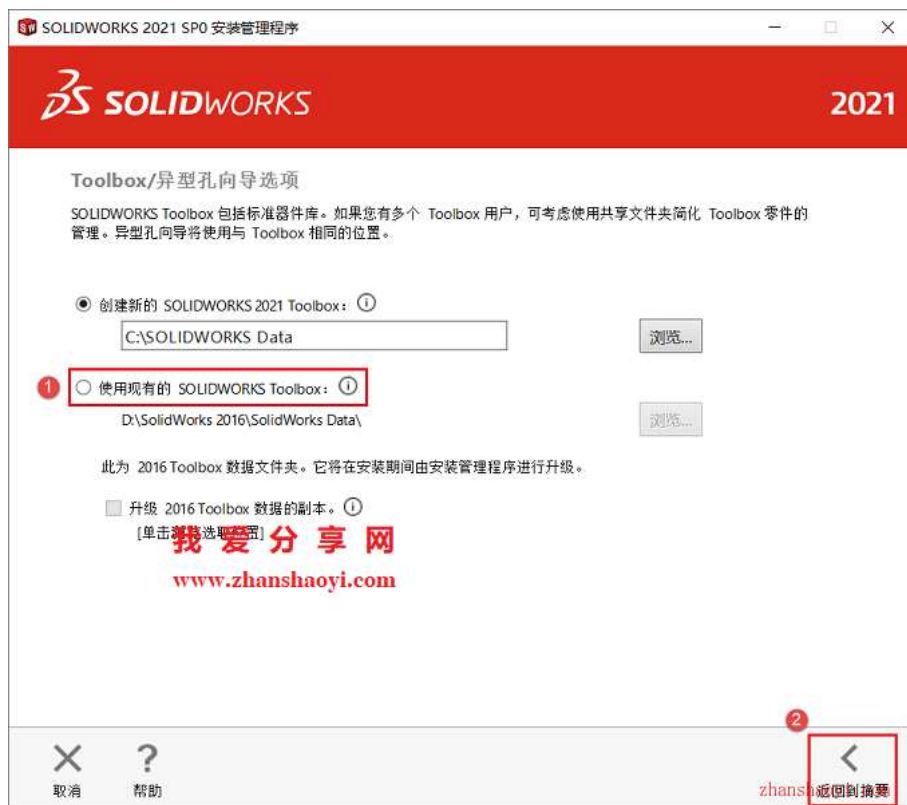 SOLIDWORKS 2021 SP0 安装管理程序
SOLIDWORKS
2021
Toolbox/异型孔向导选项
SOLIDWORKS Toolbox 包括标准器件库。如果您有多个 Toolbox 用户，可考虑使用共享文件夹简化 Toolbox 零件的
管理。异型孔向导将使用与 Toolbox 相同的位置。
创建新的 SOLIDWORKS 2021 Toolbox：
C:\SOLIDWORKS Data
浏览...
1
使用现有的 SOLIDWORKS Toolbox：
D:\SolidWorks 2016\SolidWorks Data\
浏览...
此为 2016 Toolbox 数据文件夹。它将在安装期间由安装管理程序进行升级。
升级 2016 Toolbox 数据的副本。
[单击
我爱分享网
www.zhanshaoyi.com
2
取消
?
帮助
返回到摘要